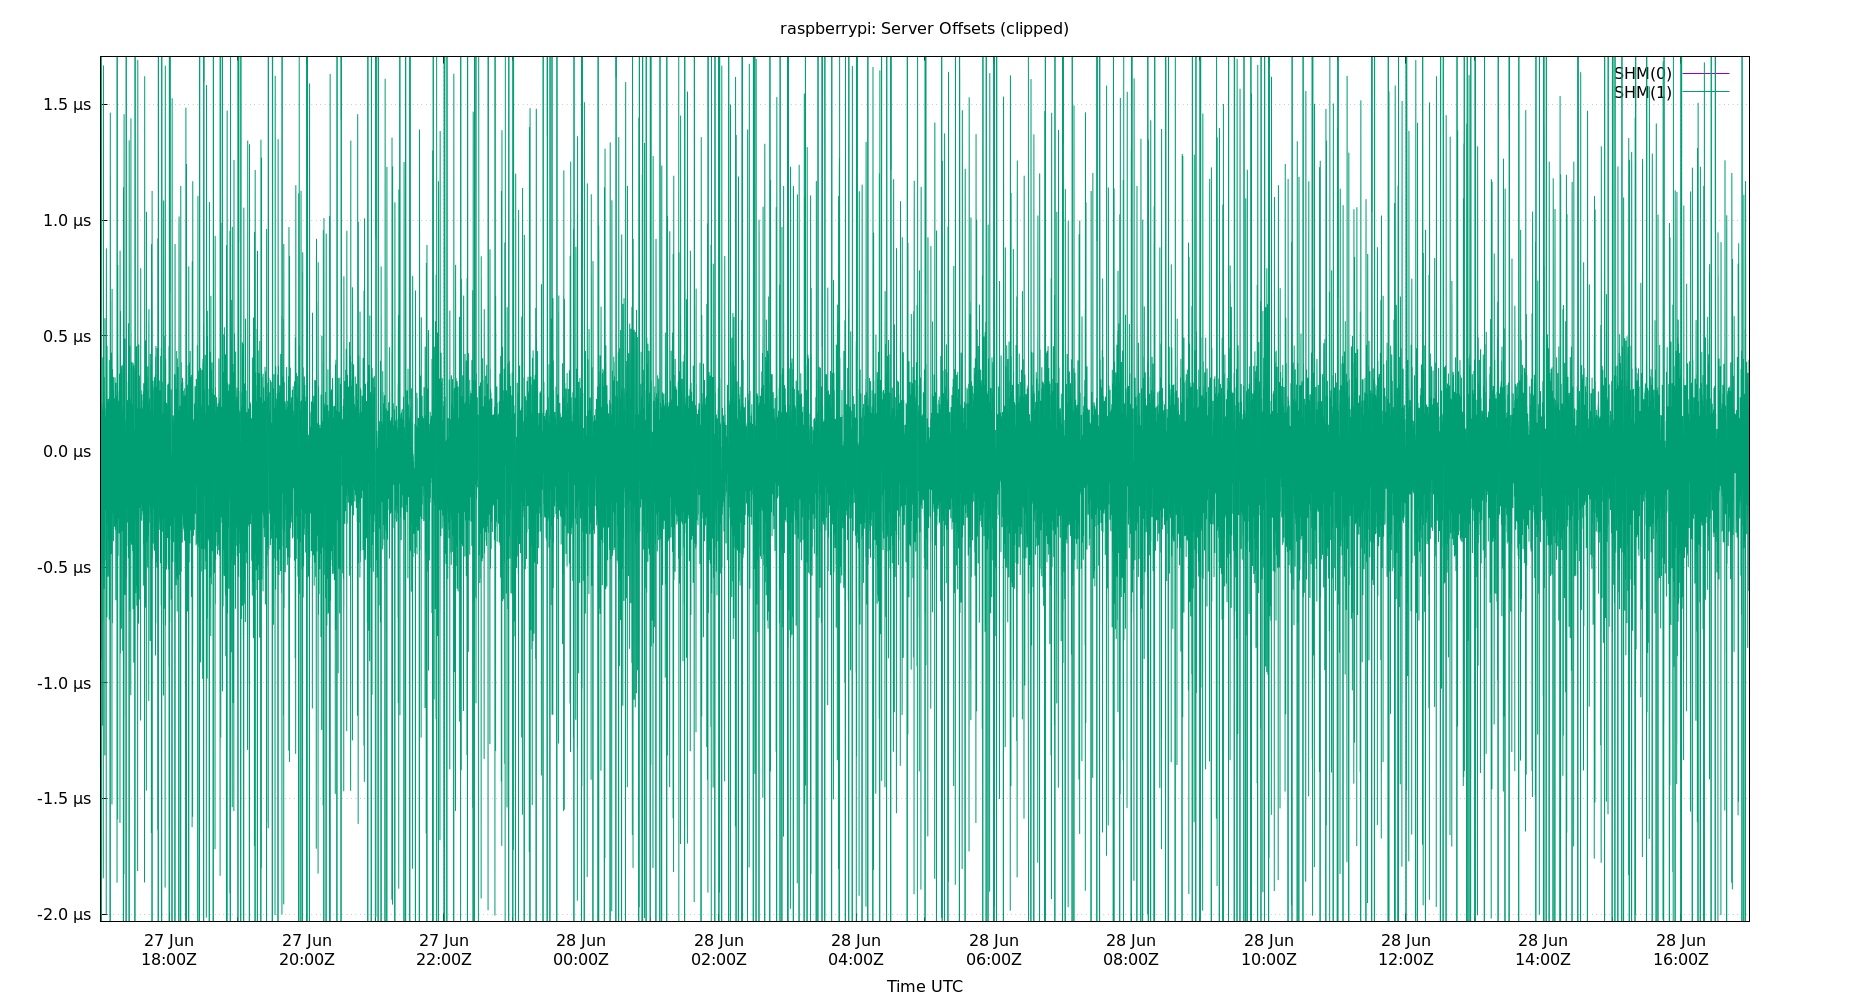 raspberrypi: Server Offsets (clipped)
SHM(0)
SHM(1)
1.5 µs
1.0 µs
0.5 µs
0.0 µs
-0.5 µs
-1.0 µs
-1.5 µs
-2.0 µs
27 Jun 27 Jun 27 Jun 28 Jun 28 Jun 28 Jun 28 Jun 28 Jun 28 Jun 28 Jun 28 Jun 28 Jun
18:00Z 20:00Z 22:00Z 00:00Z 02:00Z 04:00Z 06:00Z 08:00Z 10:00Z 12:00Z 14:00Z 16:00Z
Time UTC